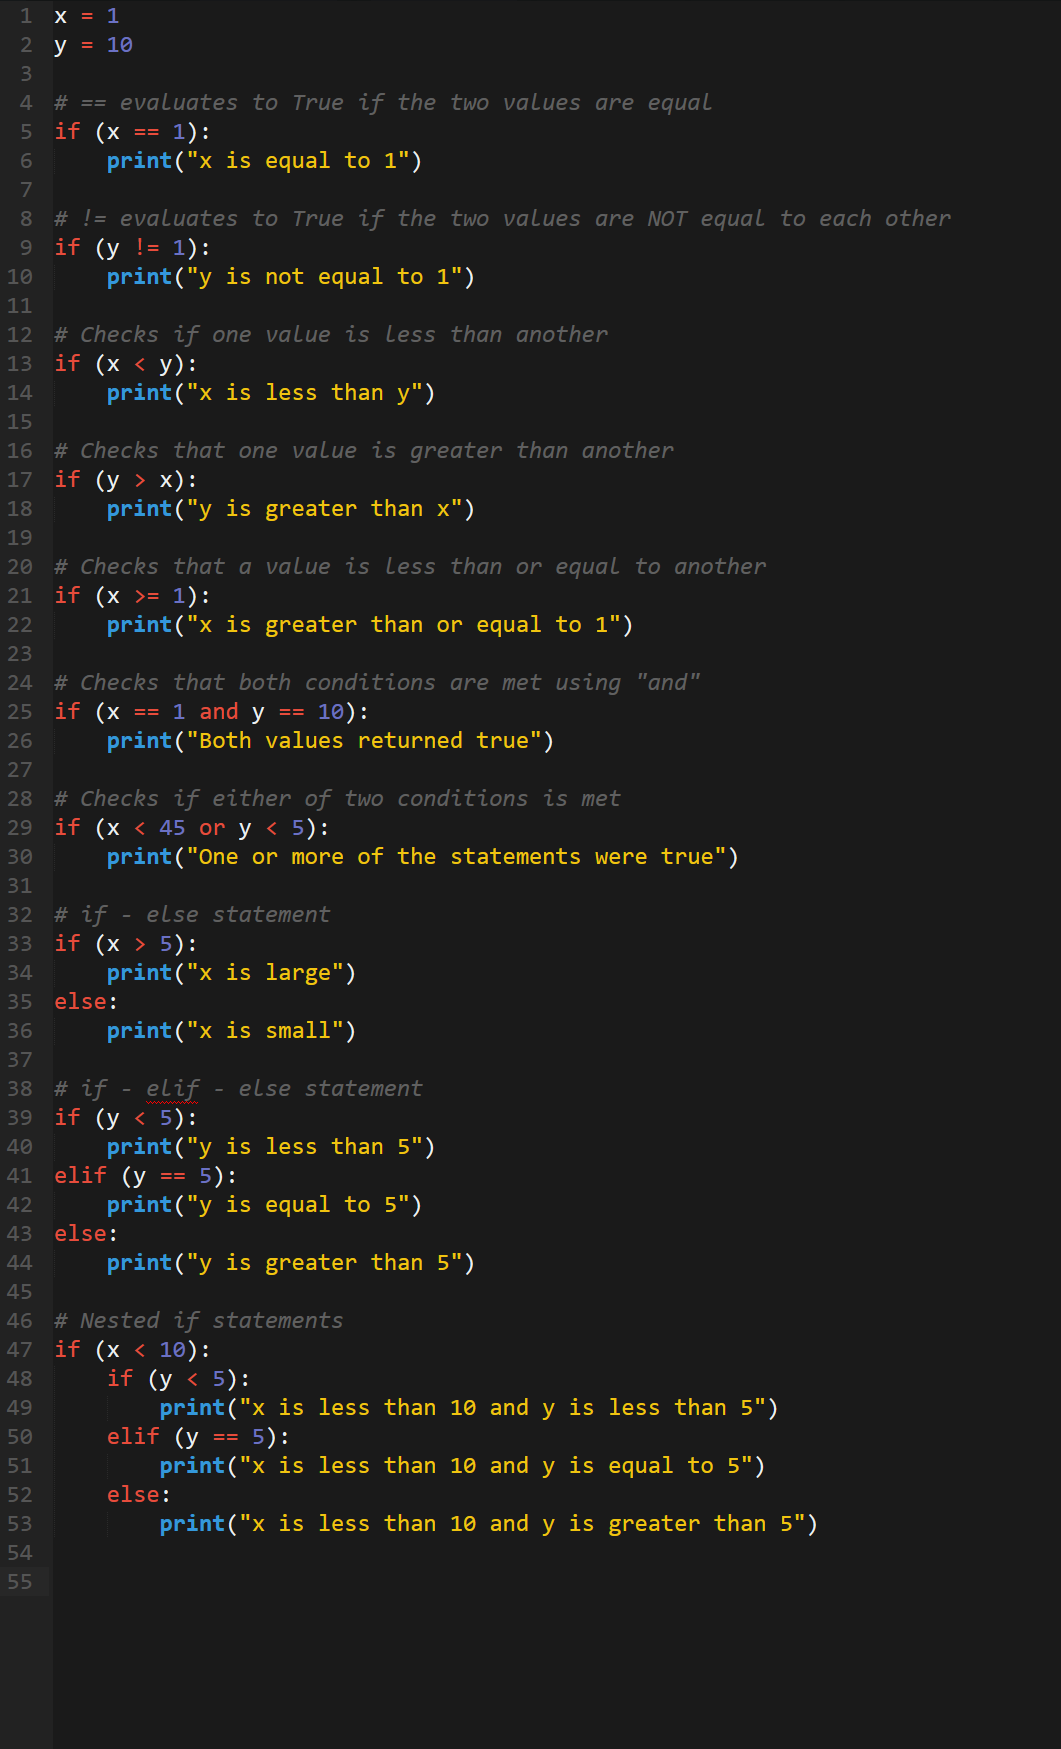 1 x = 1
2 y = 10
3
4 # == evaluates to True if the two values are equal
5 if (x == 1):
6     print("x is equal to 1")
7
8 # != evaluates to True if the two values are NOT equal to each other
9 if (y != 1):
10     print("y is not equal to 1")
11
12 # Checks if one value is less than another
13 if (x < y):
14     print("x is less than y")
15
16 # Checks that one value is greater than another
17 if (y > x):
18     print("y is greater than x")
19
20 # Checks that a value is less than or equal to another
21 if (x >= 1):
22     print("x is greater than or equal to 1")
23
24 # Checks that both conditions are met using "and"
25 if (x == 1 and y == 10):
26     print("Both values returned true")
27
28 # Checks if either of two conditions is met
29 if (x < 45 or y < 5):
30     print("One or more of the statements were true")
31
32 # if - else statement
33 if (x > 5):
34     print("x is large")
35 else:
36     print("x is small")
37
38 # if - elif - else statement
39 if (y < 5):
40     print("y is less than 5")
41 elif (y == 5):
42     print("y is equal to 5")
43 else:
44     print("y is greater than 5")
45
46 # Nested if statements
47 if (x < 10):
48     if (y < 5):
49         print("x is less than 10 and y is less than 5")
50     elif (y == 5):
51         print("x is less than 10 and y is equal to 5")
52     else:
53         print("x is less than 10 and y is greater than 5")
54
55